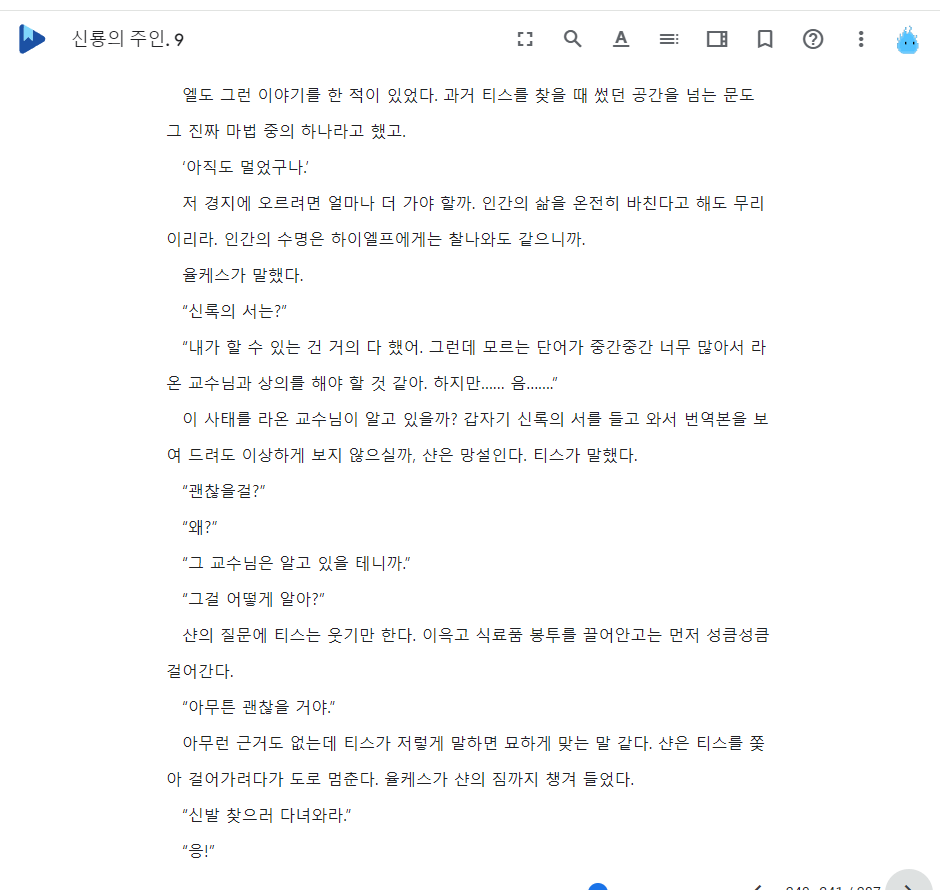 신룡의 주인. 9
엘도 그런 이야기를 한 적이 있었다. 과거 티스를 찾을 때 썼던 공간을 넘는 문도
그 진짜 마법 중의 하나라고 했고.
‘아직도 멀었구나.’
저 경지에 오르려면 얼마나 더 가야 할까. 인간의 삶을 온전히 바친다고 해도 무리
이리라. 인간의 수명은 하이엘프에게는 찰나와도 같으니까.
율케스가 말했다.
“신록의 서는?”
“내가 할 수 있는 건 거의 다 했어. 그런데 모르는 단어가 중간중간 너무 많아서 라
온 교수님과 상의를 해야 할 것 같아. 하지만…… 음…….”
이 사태를 라온 교수님이 알고 있을까? 갑자기 신록의 서를 들고 와서 번역본을 보
여 드려도 이상하게 보지 않으실까, 샨은 망설인다. 티스가 말했다.
“괜찮을걸?”
“왜?”
“그 교수님은 알고 있을 테니까.”
“그걸 어떻게 알아?”
샨의 질문에 티스는 웃기만 한다. 이윽고 식료품 봉투를 끌어안고는 먼저 성큼성큼
걸어간다.
“아무튼 괜찮을 거야.”
아무런 근거도 없는데 티스가 저렇게 말하면 묘하게 맞는 말 같다. 샨은 티스를 쫒
아 걸어가려다가 도로 멈춘다. 율케스가 샨의 짐까지 챙겨 들었다.
“신발 찾으러 다녀와라.”
“응!”